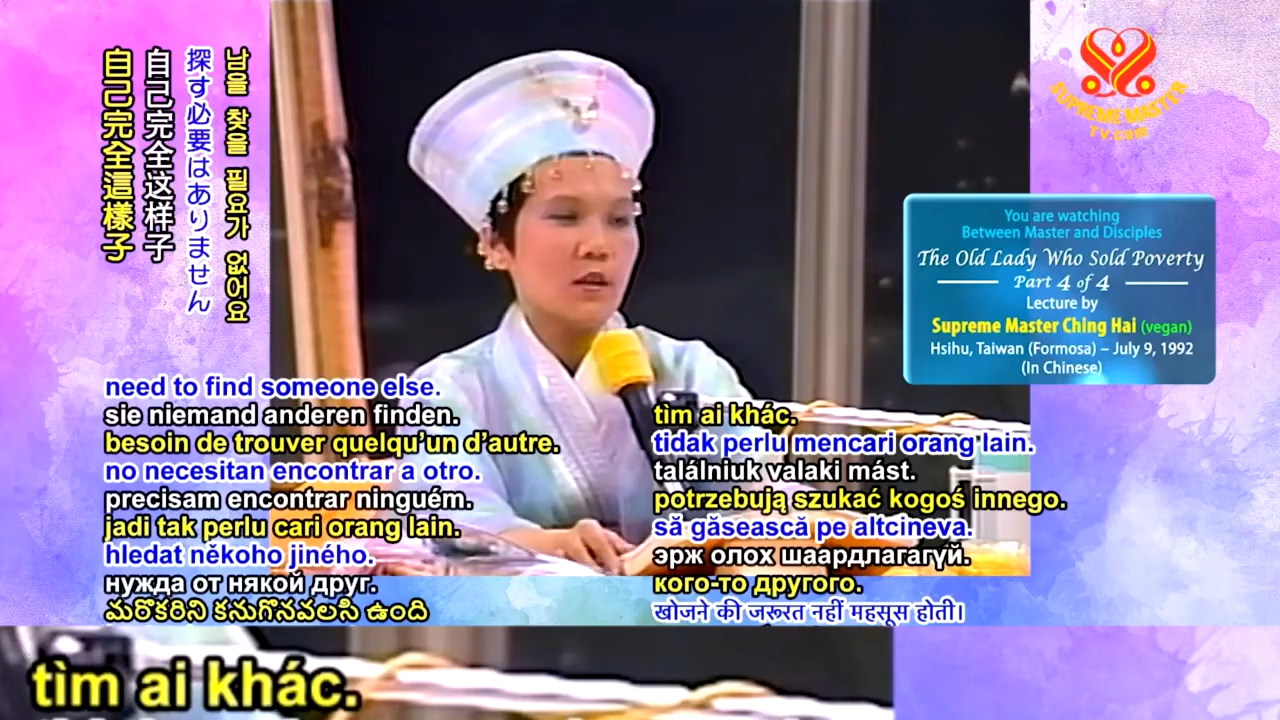 自己完全這樣子
自己完全这样子
探す必要はありません
남을 찾을 필요가 없어요
SUPREME MASTER
TV.COM
You are watching
Between Master and Disciples
The Old Lady Who Sold Poverty
Part 4 of 4
Lecture by
Supreme Master Ching Hai (vegan)
Hsihu, Taiwan (Formosa) – July 9, 1992
(In Chinese)
need to find someone else.
sie niemand anderen finden.
besoin de trouver quelqu'un d'autre.
no necesitan encontrar a otro.
precisam encontrar ninguém.
jadi tak perlu cari orang lain.
hledat někoho jiného.
нужда от някой друг.
మరొకరిని కనుగొనవలసి ఉంది
tìm ai khác.
tidak perlu mencari orang lain.
találniuk valaki mást.
potrzebują szukać kogoś innego.
să găsească pe altcineva.
эрж олох шаардлагагүй.
кого-то другого.
खोजने की जरूरत नहीं महसूस होती।
tìm ai khác.